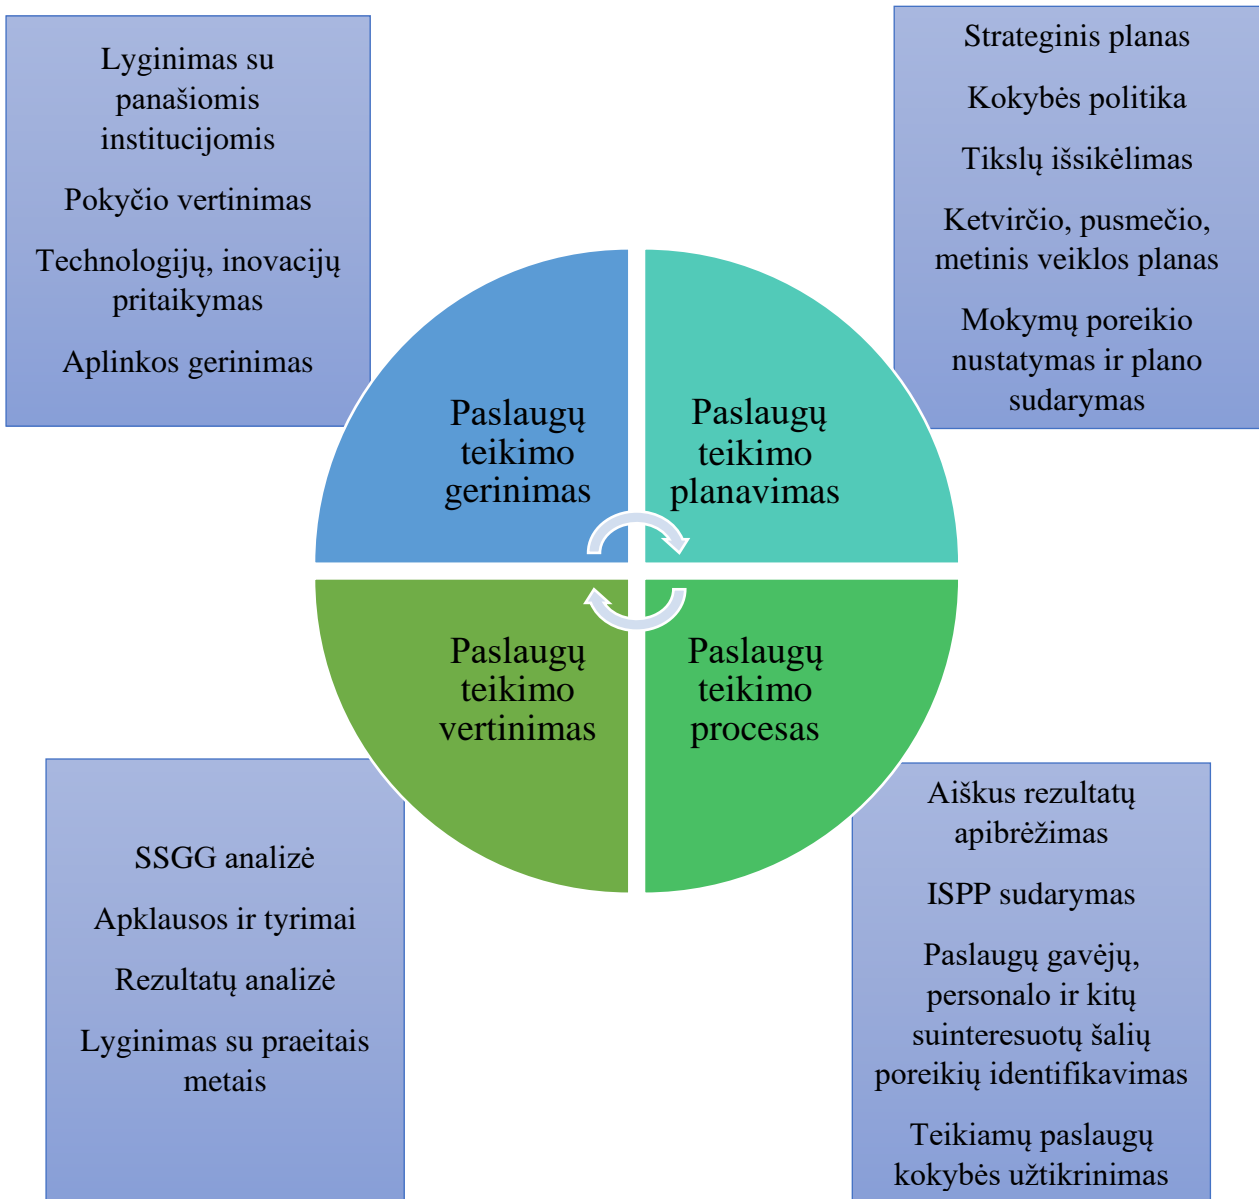 Lyginimas su
panašiomis
institucijomis
Pokyčio vertinimas
Technologijų, inovacijų
pritaikymas
Aplinkos gerinimas
Strateginis planas
Kokybės politika
Tikslų išsikėlimas
Ketvirčio, pusmečio,
metinis veiklos planas
Mokymų poreikio
nustatymas ir plano
sudarymas
Paslaugų
teikimo
gerinimas
Paslaugų
teikimo
planavimas
Paslaugų
teikimo
vertinimas
Paslaugų
teikimo
procesas
SSGG analizė
Apklausos ir tyrimai
Rezultatų analizė
Lyginimas su praeitais
metais
Aiškus rezultatų
apibrėžimas
ISPP sudarymas
Paslaugų gavėjų,
personalo ir kitų
suinteresuotų šalių
poreikių identifikavimas
Teikiamų paslaugų
kokybės užtikrinimas